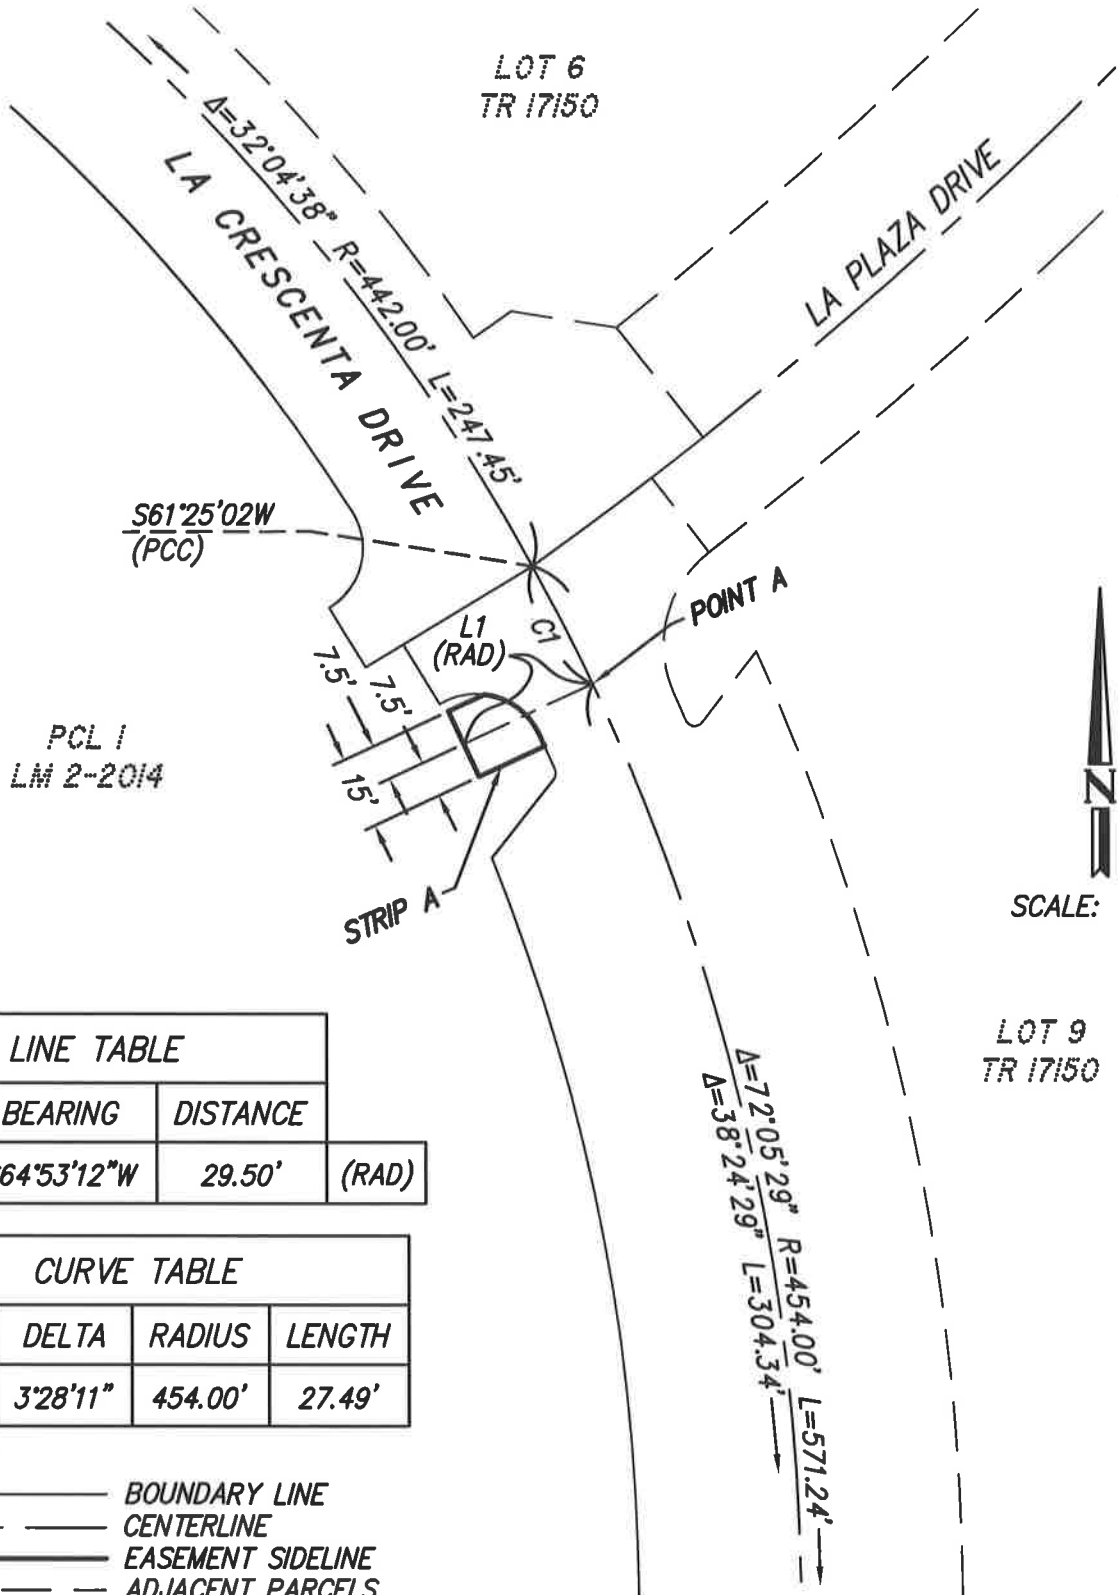 LOT 6
TR 17150
Δ=32°04'38" R=442.00' L=247.45'
LA CRESCENTA DRIVE
LA PLAZA DRIVE
S61°25'02W
(PCC)
POINT A
L1
(RAD)
C1
7.5'
7.5'
15'
PCL 1
LM 2-2014
STRIP A
N
SCALE:
LOT 9
TR 17150
Δ=72°05'29" R=454.00' L=571.24'
Δ=38°24'29" L=304.34'
LINE TABLE
BEARING DISTANCE
64°53'12"W 29.50' (RAD)
CURVE TABLE
DELTA RADIUS LENGTH
3°28'11" 454.00' 27.49'
BOUNDARY LINE
CENTERLINE
EASEMENT SIDELINE
ADJACENT PARCELS